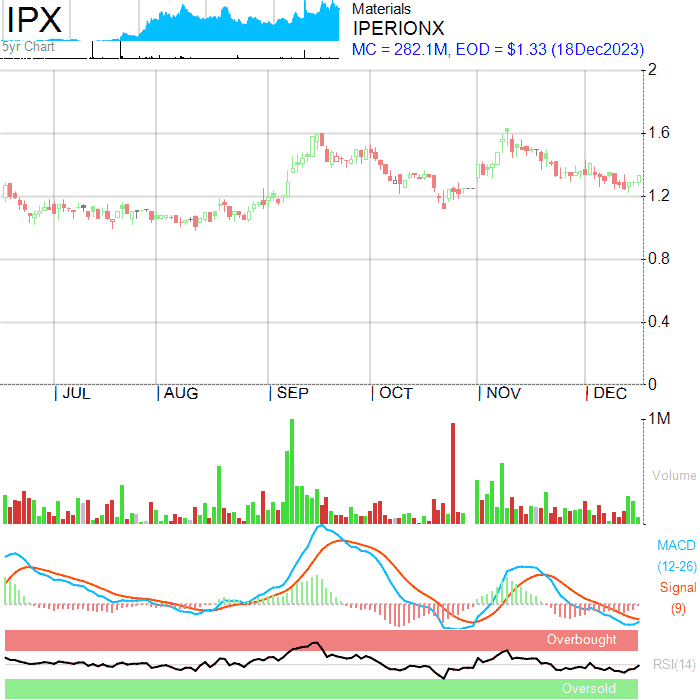 IPX
5yr Chart
Materials
IPERIONX
MC = 282.1M, EOD = $1.33 (18Dec2023)
2
1.6
1.2
0.8
0.4
0
JUL AUG SEP OCT NOV DEC
1M
Volume
MACD
(12-26)
Signal
(9)
Overbought
RSI(14)
Oversold